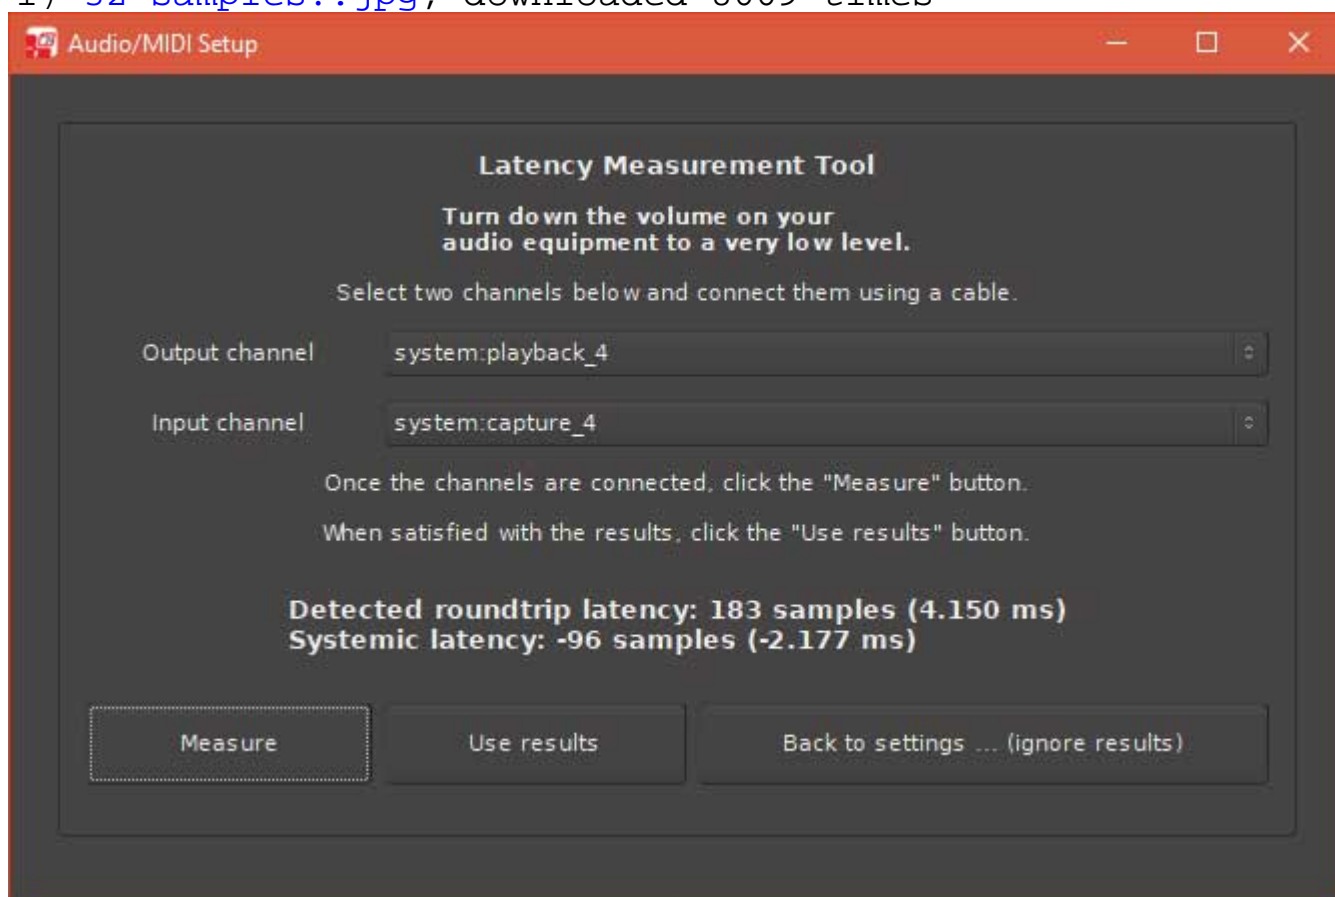 Audio/MIDI Setup
Latency Measurement Tool
Turn down the volume on your
audio equipment to a very low level.
Select two channels below and connect them using a cable.
Output channel system:playback_4
Input channel system:capture_4
Once the channels are connected, click the "Measure" button.
When satisfied with the results, click the "Use results" button.
Detected roundtrip latency: 183 samples (4.150 ms)
Systemic latency: -96 samples (-2.177 ms)
Measure Use results Back to settings ... (ignore results)